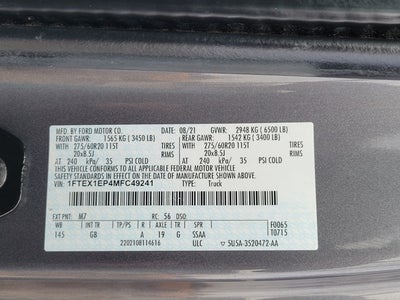 MFD. BY FORD MOTOR CO. 08/21 GVWR: 2948 KG (6500 LB)
FRONT GAWR: 1565 KG (3450 LB) REAR GAWR: 1542 KG (3400 LB)
WITH 275/60R20 115T TIRES WITH 275/60R20 115T TIRES
20x8.5J RIMS 20x8.5J RIMS
AT 240 kPa/ 35 PSI COLD AT 240 kPa/ 35 PSI COLD
THIS VEHICLE CONFORMS TO ALL APPLICABLE FEDERAL MOTOR VEHICLE
SAFETY STANDARDS IN EFFECT ON THE DATE OF MANUFACTURE SHOWN ABOVE.
VIN: 1FTEX1EP4MFC49241 TYPE: Truck
EXT PNT: M7 RC: 56 DSO: F0065
WB INT TR TP/PS R AXLE TR SPR 10715
145 GB A 19 G SSAA
2202108114616 ULC 5U5A-3520472-AA